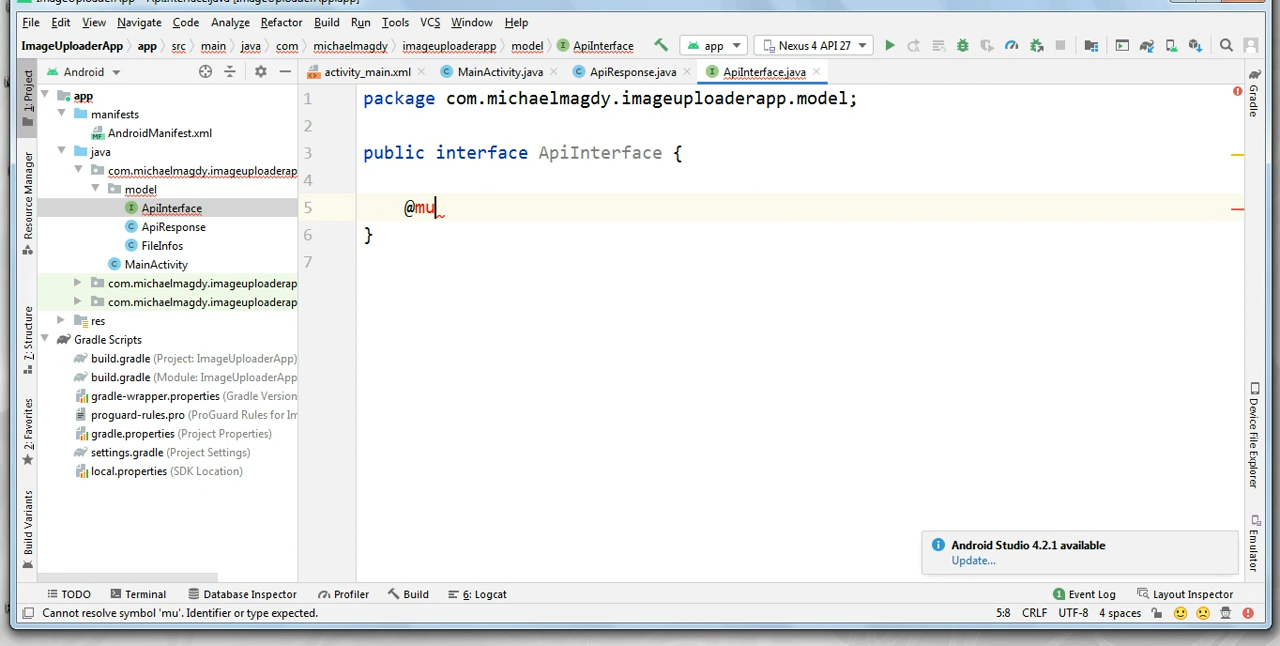 File Edit View Navigate Code Analyze Refactor Build Run Tools VCS Window Help
ImageUploaderApp app src main java com michaelmagdy imageuploaderapp model ApiInterface app Nexus 4 API 27
Android activity_main.xml MainActivity.java ApiResponse.java ApiInterface.java
1: Project
Resource Manager
7: Structure
2: Favorites
Build Variants
app
manifests
AndroidManifest.xml
java
com.michaelmagdy.imageuploaderap
model
ApiInterface
ApiResponse
FileInfos
MainActivity
com.michaelmagdy.imageuploaderap
com.michaelmagdy.imageuploaderap
res
Gradle Scripts
build.gradle (Project: ImageUploaderApp)
build.gradle (Module: ImageUploaderApp
gradle-wrapper.properties (Gradle Version
proguard-rules.pro (ProGuard Rules for Im
gradle.properties (Project Properties)
settings.gradle (Project Settings)
local.properties (SDK Location)
1 package com.michaelmagdy.imageuploaderapp.model;
2
3 public interface ApiInterface {
4
5 @mu
6 }
7
Gradle
Device File Explorer
Emulator
Android Studio 4.2.1 available
Update...
TODO Terminal Database Inspector Profiler Build 6: Logcat 1 Event Log Layout Inspector
Cannot resolve symbol 'mu'. Identifier or type expected. 5:8 CRLF UTF-8 4 spaces